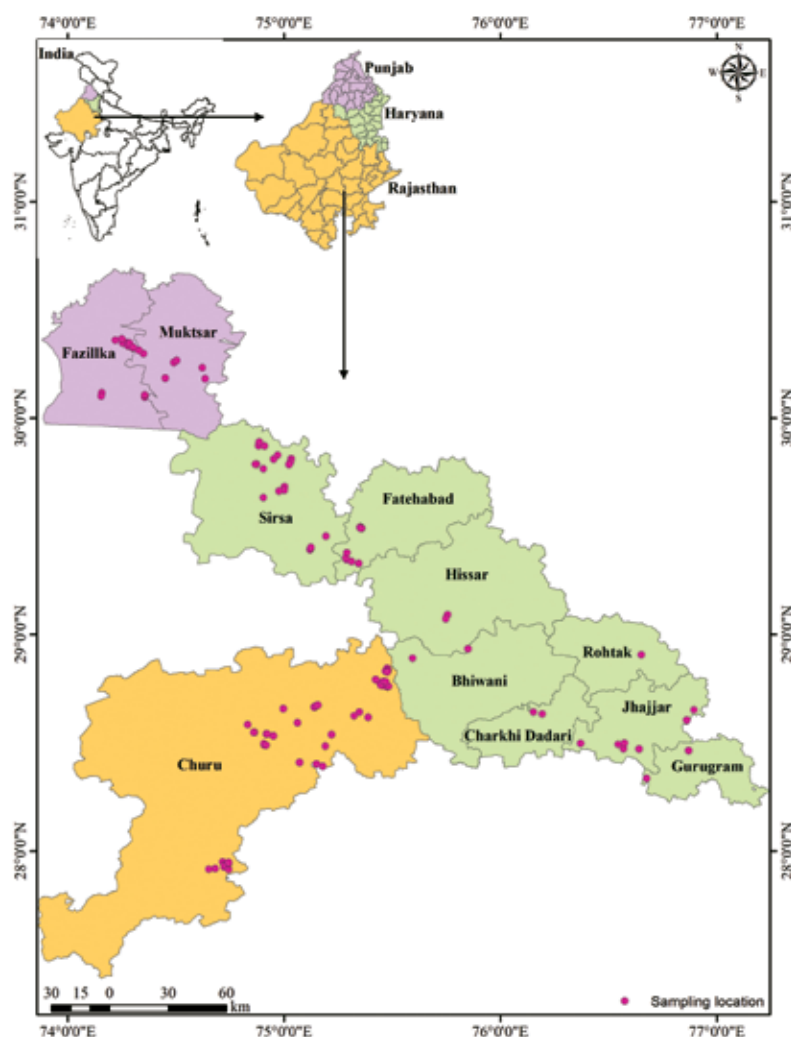 74°0'0"E 75°0'0"E 76°0'0"E 77°0'0"E
India
N
W E
S
Punjab
Haryana
Rajasthan
31°0'0"N 31°0'0"N
Muktsar
Fazillka
30°0'0"N 30°0'0"N
Fatehabad
Sirsa
Hissar
29°0'0"N 29°0'0"N
Rohtak
Bhiwani
Jhajjar
Charkhi Dadari
Churu
Gurugram
28°0'0"N 28°0'0"N
30 15 0 30 60
km
Sampling location
74°0'0"E 75°0'0"E 76°0'0"E 77°0'0"E